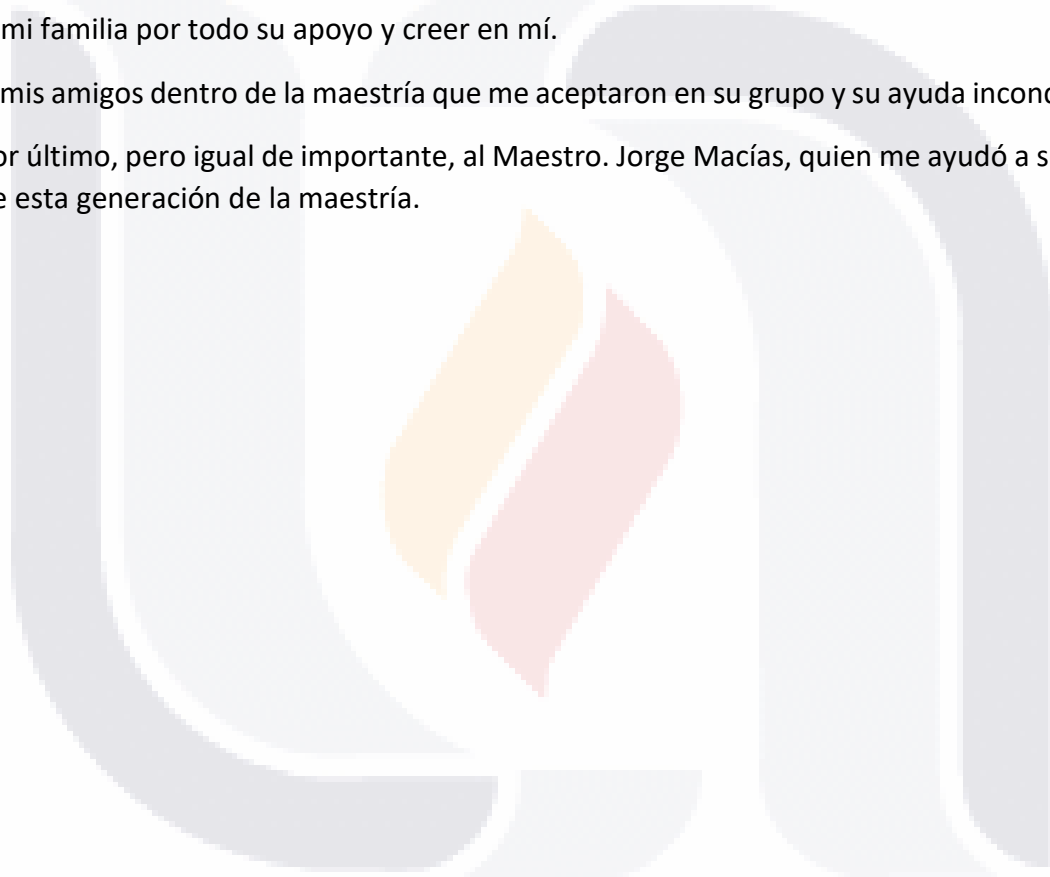 mi familia por todo su apoyo y creer en mí.
mis amigos dentro de la maestría que me aceptaron en su grupo y su ayuda
último, pero igual de importante, al Maestro. Jorge Macías, quien me ayudó a
esta generación de la maestría.